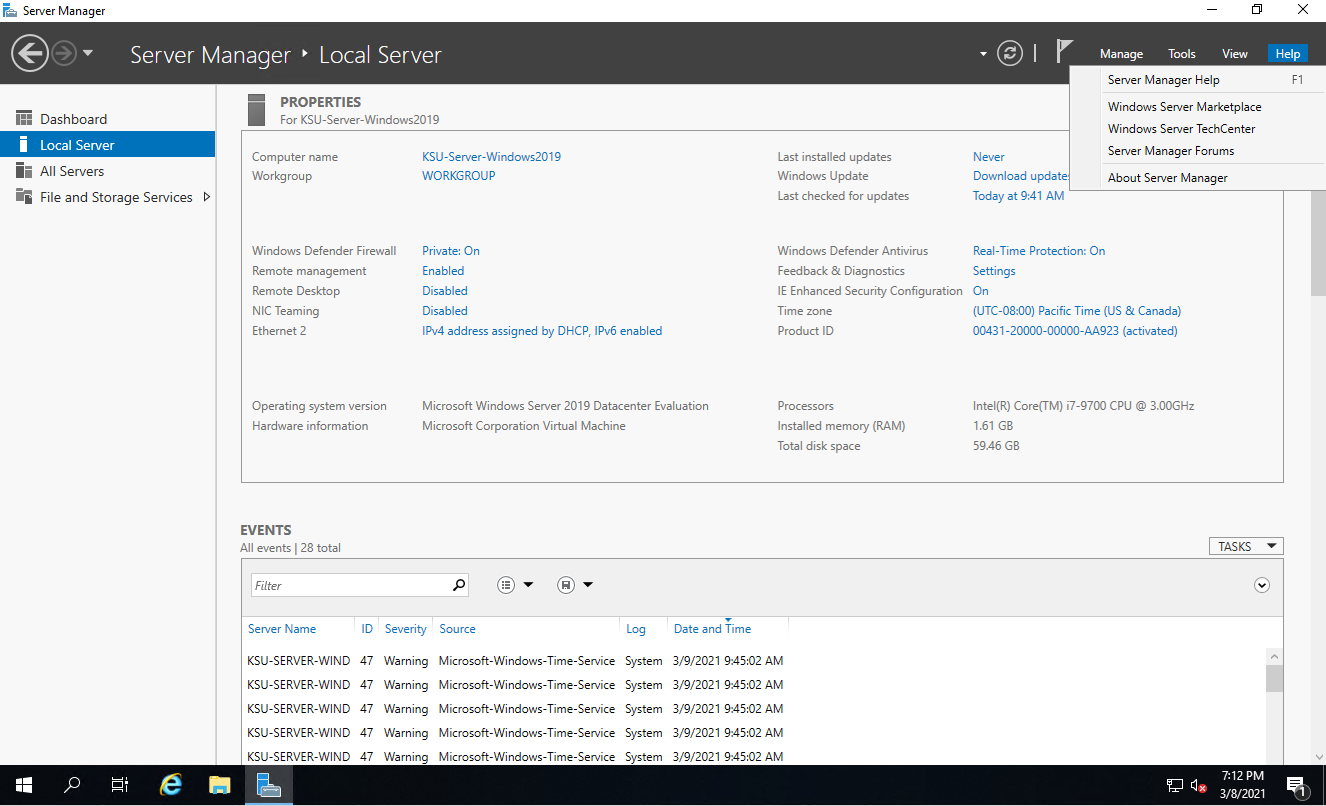 Server Manager
Server Manager ‣ Local Server
Manage Tools View Help
Server Manager Help F1
Windows Server Marketplace
Windows Server TechCenter
Server Manager Forums
About Server Manager
Dashboard
Local Server
All Servers
File and Storage Services
PROPERTIES
For KSU-Server-Windows2019
Computer name KSU-Server-Windows2019 Last installed updates Never
Workgroup WORKGROUP Windows Update Download updates
Last checked for updates Today at 9:41 AM
Windows Defender Firewall Private: On Windows Defender Antivirus Real-Time Protection: On
Remote management Enabled Feedback & Diagnostics Settings
Remote Desktop Disabled IE Enhanced Security Configuration On
NIC Teaming Disabled Time zone (UTC-08:00) Pacific Time (US & Canada)
Ethernet 2 IPv4 address assigned by DHCP, IPv6 enabled Product ID 00431-20000-00000-AA923 (activated)
Operating system version Microsoft Windows Server 2019 Datacenter Evaluation Processors Intel(R) Core(TM) i7-9700 CPU @ 3.00GHz
Hardware information Microsoft Corporation Virtual Machine Installed memory (RAM) 1.61 GB
Total disk space 59.46 GB
EVENTS
All events | 28 total
TASKS
Filter
Server Name ID Severity Source Log Date and Time
KSU-SERVER-WIND 47 Warning Microsoft-Windows-Time-Service System 3/9/2021 9:45:02 AM
KSU-SERVER-WIND 47 Warning Microsoft-Windows-Time-Service System 3/9/2021 9:45:02 AM
KSU-SERVER-WIND 47 Warning Microsoft-Windows-Time-Service System 3/9/2021 9:45:02 AM
KSU-SERVER-WIND 47 Warning Microsoft-Windows-Time-Service System 3/9/2021 9:45:02 AM
KSU-SERVER-WIND 47 Warning Microsoft-Windows-Time-Service System 3/9/2021 9:45:02 AM
7:12 PM
3/8/2021
1